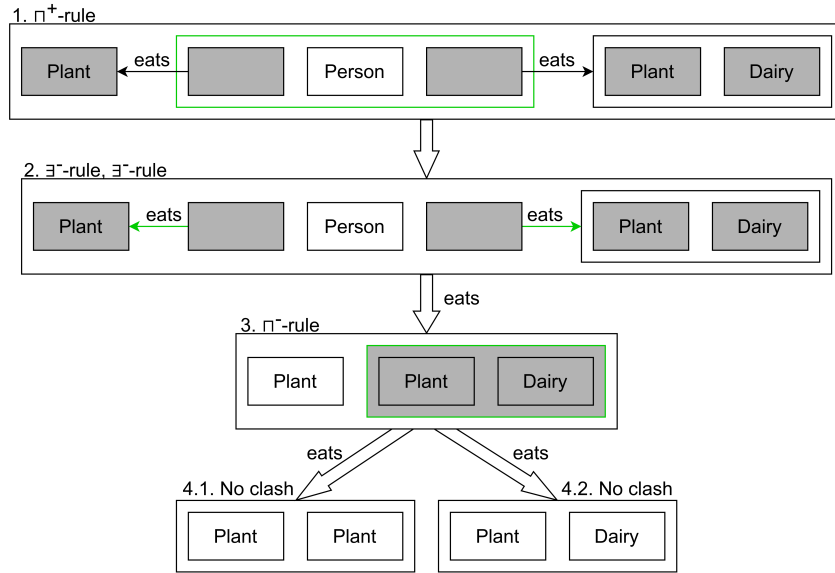 1. ⊓⁺-rule
Plant eats Person eats Plant Dairy
2. ∃⁻-rule, ∃⁻-rule
Plant eats Person eats Plant Dairy
eats
3. ⊓⁻-rule
Plant Plant Dairy
eats eats
4.1. No clash 4.2. No clash
Plant Plant Plant Dairy